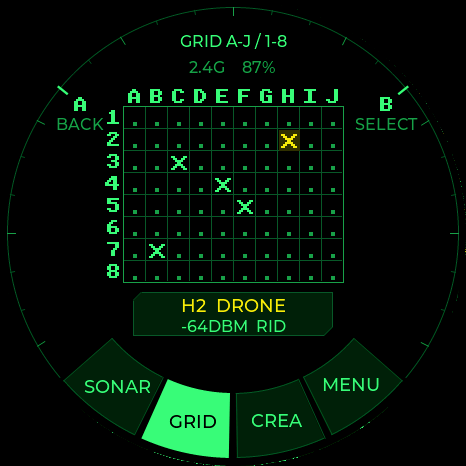 GRID A-J / 1-8
2.4G 87%
A
BACK
B
SELECT
A B C D E F G H I J
1
2
3
4
5
6
7
8
H2 DRONE
-64DBM RID
SONAR
GRID
CREA
MENU